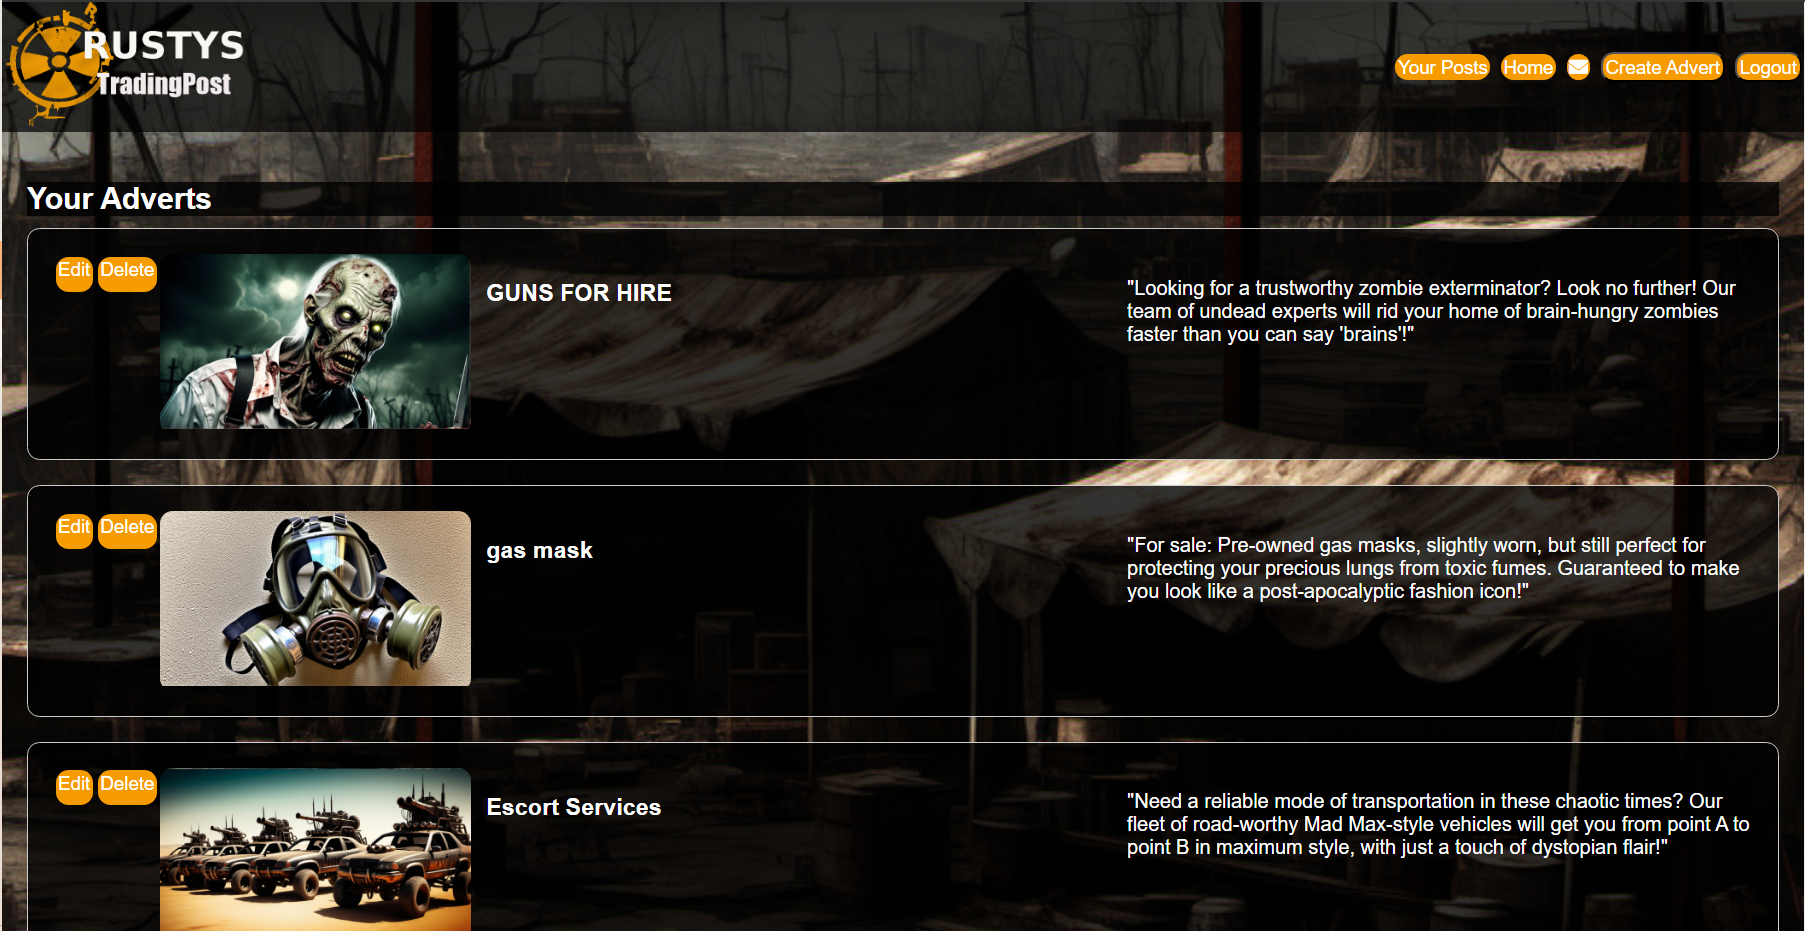 RUSTYS
TradingPost
Your Posts Home Create Advert Logout
Your Adverts
Edit Delete
GUNS FOR HIRE
"Looking for a trustworthy zombie exterminator? Look no further! Our
team of undead experts will rid your home of brain-hungry zombies
faster than you can say 'brains'!"
Edit Delete
gas mask
"For sale: Pre-owned gas masks, slightly worn, but still perfect for
protecting your precious lungs from toxic fumes. Guaranteed to make
you look like a post-apocalyptic fashion icon!"
Edit Delete
Escort Services
"Need a reliable mode of transportation in these chaotic times? Our
fleet of road-worthy Mad Max-style vehicles will get you from point A to
point B in maximum style, with just a touch of dystopian flair!"